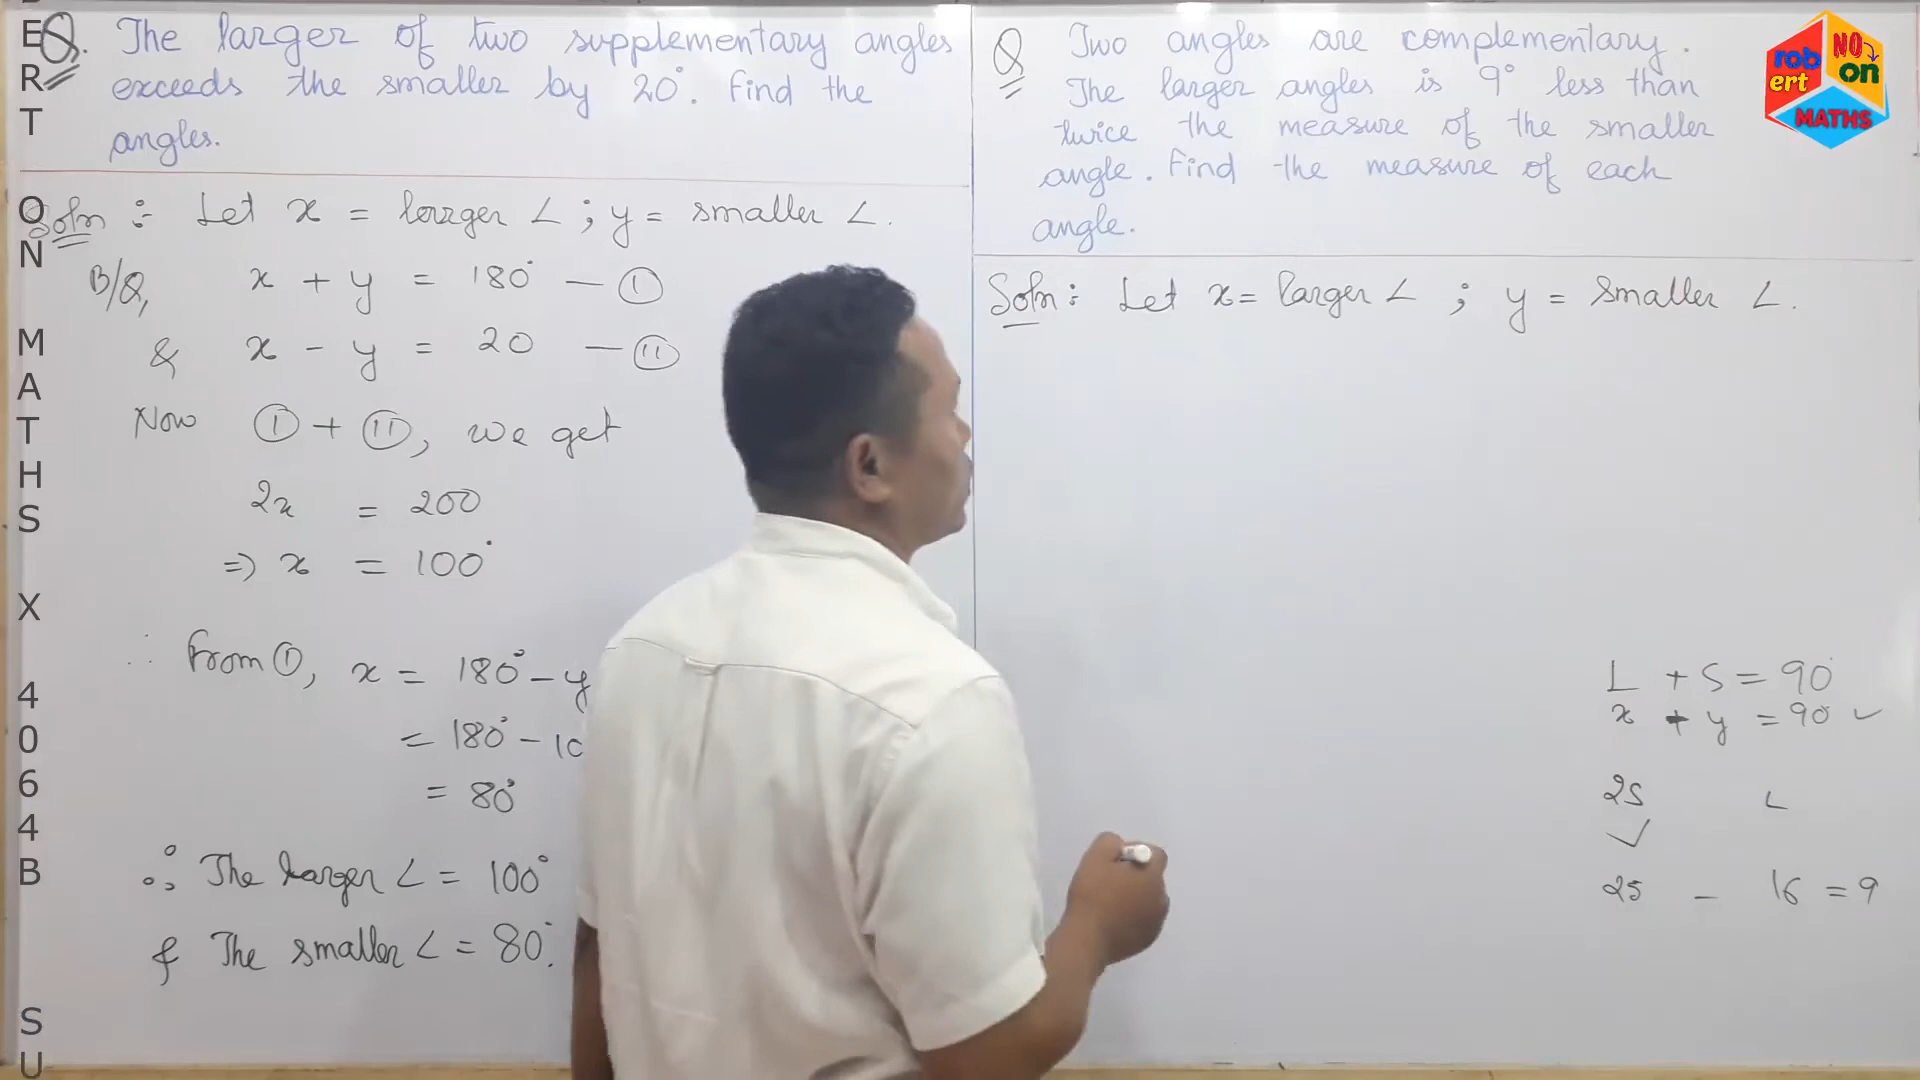 Q. The larger of two supplementary angles
exceeds the smaller by 20°. Find the
angles.
Soln : Let x = larger ∠ ; y = smaller ∠.
B/Q, x + y = 180° — (I)
& x - y = 20 — (II)
Now (I) + (II), we get
2x = 200
=> x = 100°
∴ From (I), x = 180° - y
= 180° - 10
= 80°
∴ The larger ∠ = 100°
& The smaller ∠ = 80°.
Q Two angles are complementary.
The larger angles is 9° less than
twice the measure of the smaller
angle. Find the measure of each
angle.
Soln : Let x = larger ∠ ; y = smaller ∠.
L + S = 90
x + y = 90 ✓
2S L
✓
25 - 16 = 9
rob
ert
NO
on
MATHS
E
R
T
O
N
M
A
T
H
S
X
4
0
6
4
B
S
U